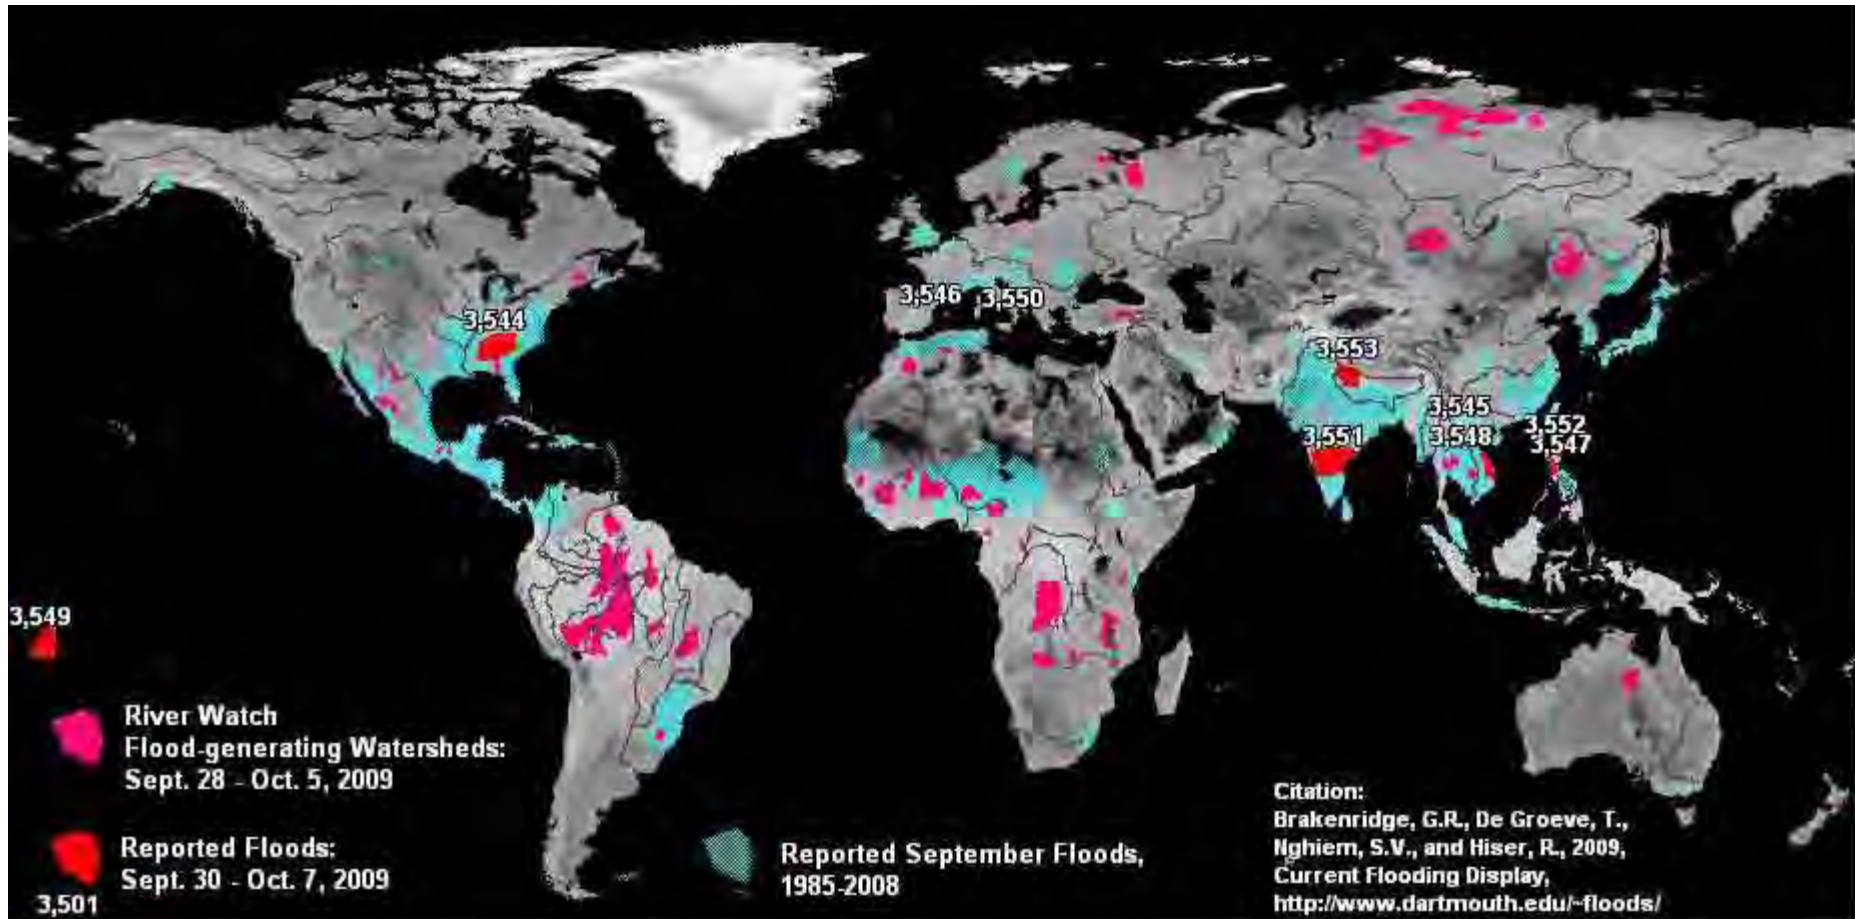 3,546
3,550
3,544
3,553
3,545
3,552
3,551
3,548
3,547
3,549
River Watch
Flood-generating Watersheds:
Sept. 28 - Oct. 5, 2009
Reported Floods:
Sept. 30 - Oct. 7, 2009
3,501
Reported September Floods,
1985-2008
Citation:
Brakenridge, G.R., De Groeve, T.,
Nghiem, S.V., and Hiser, R., 2009,
Current Flooding Display,
http://www.dartmouth.edu/~floods/